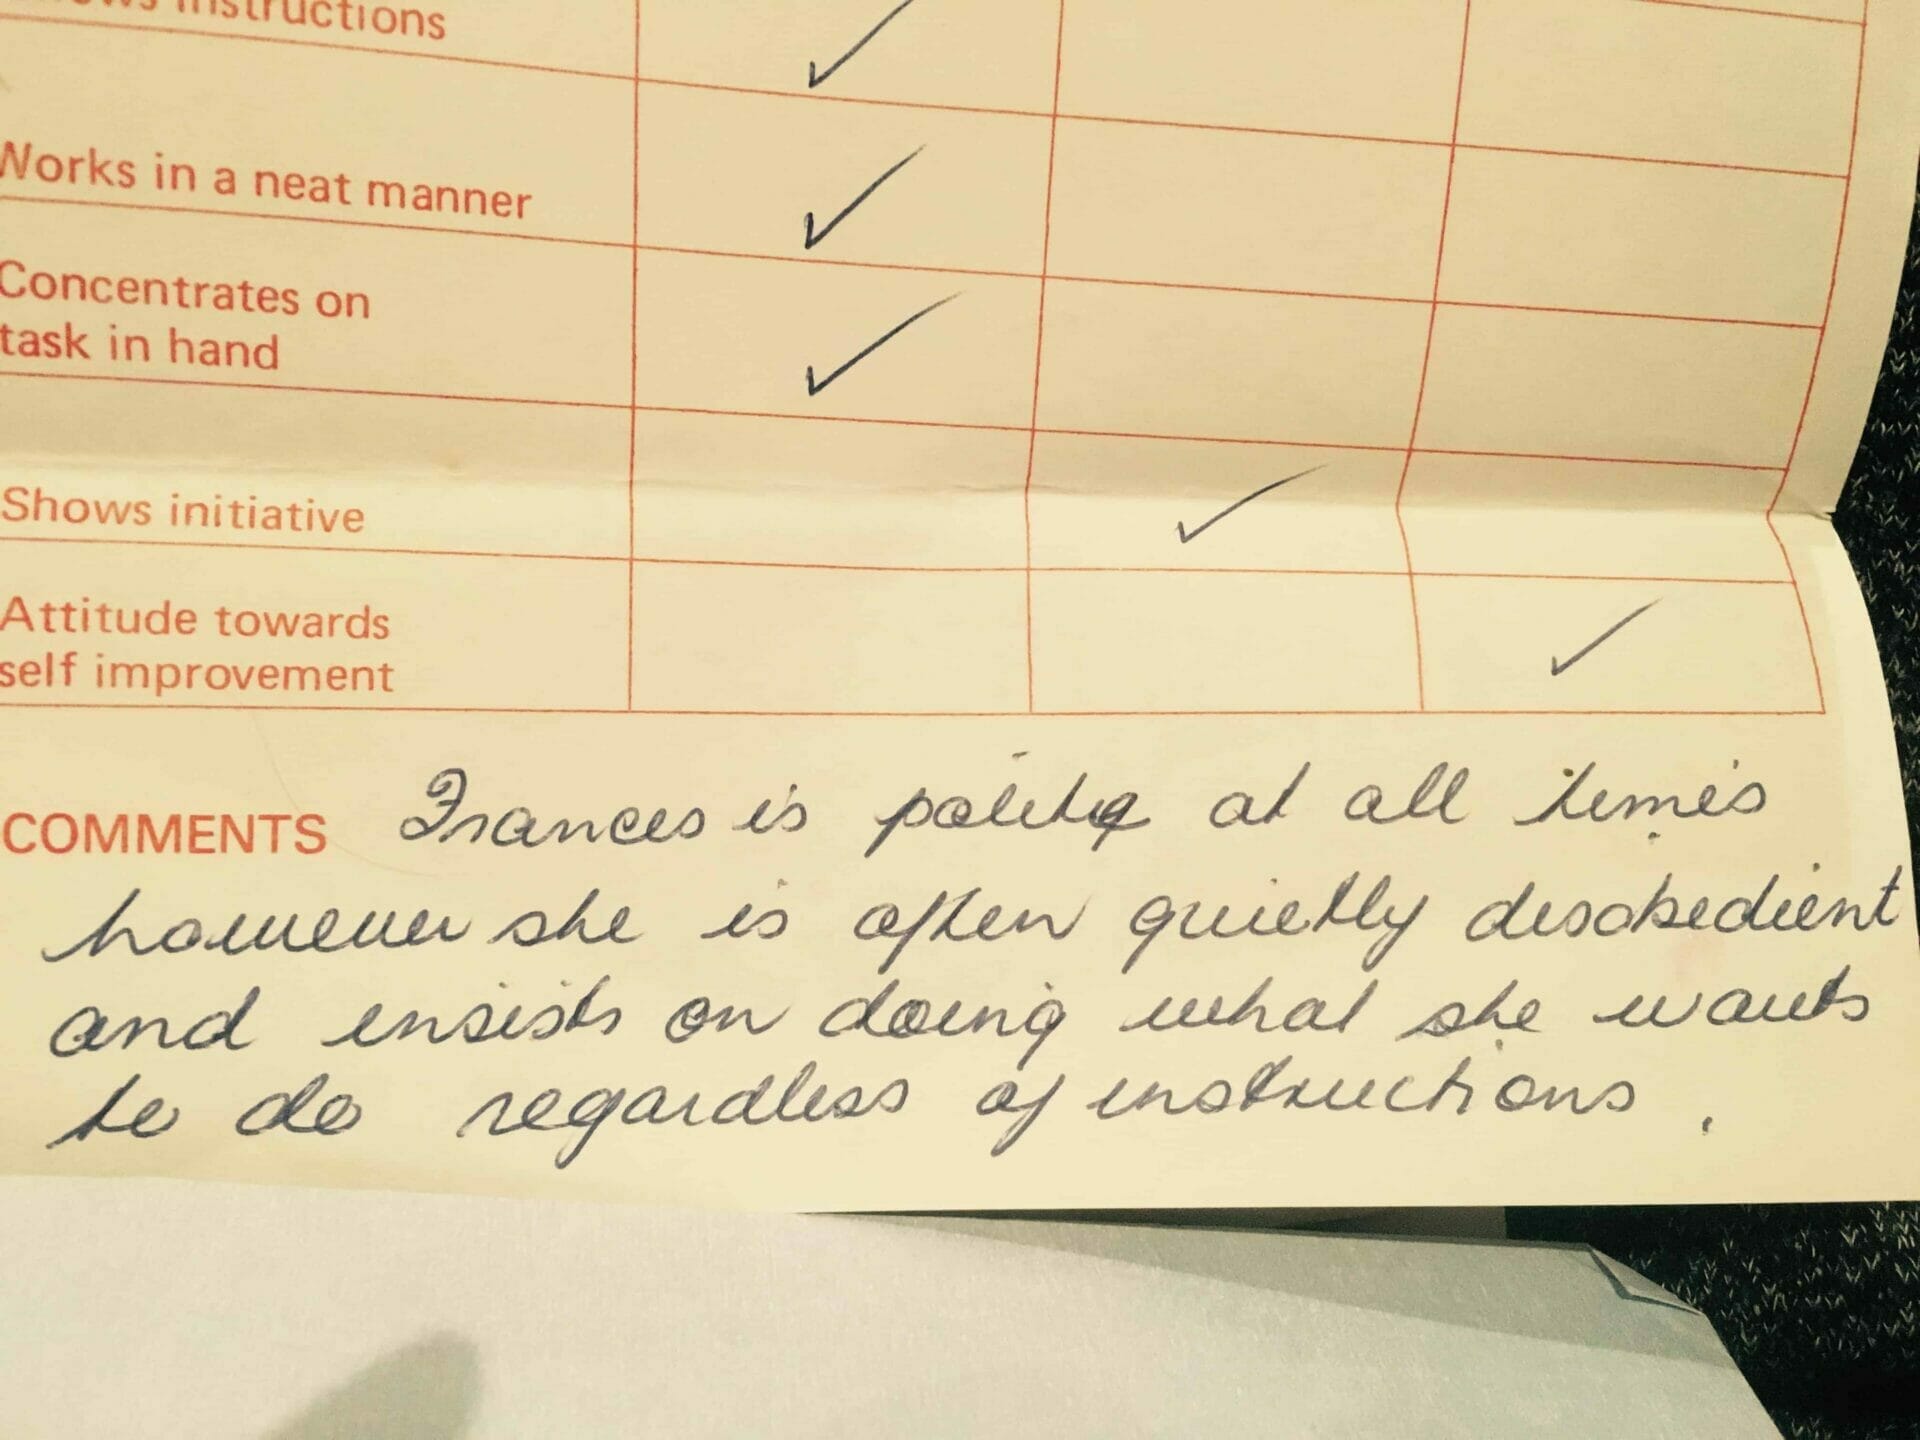 instructions
Works in a neat manner
Concentrates on
task in hand
Shows initiative
Attitude towards
self improvement
COMMENTS Frances is polite at all times
however she is often quietly disobedient
and insists on doing what she wants
to do regardless of instructions.